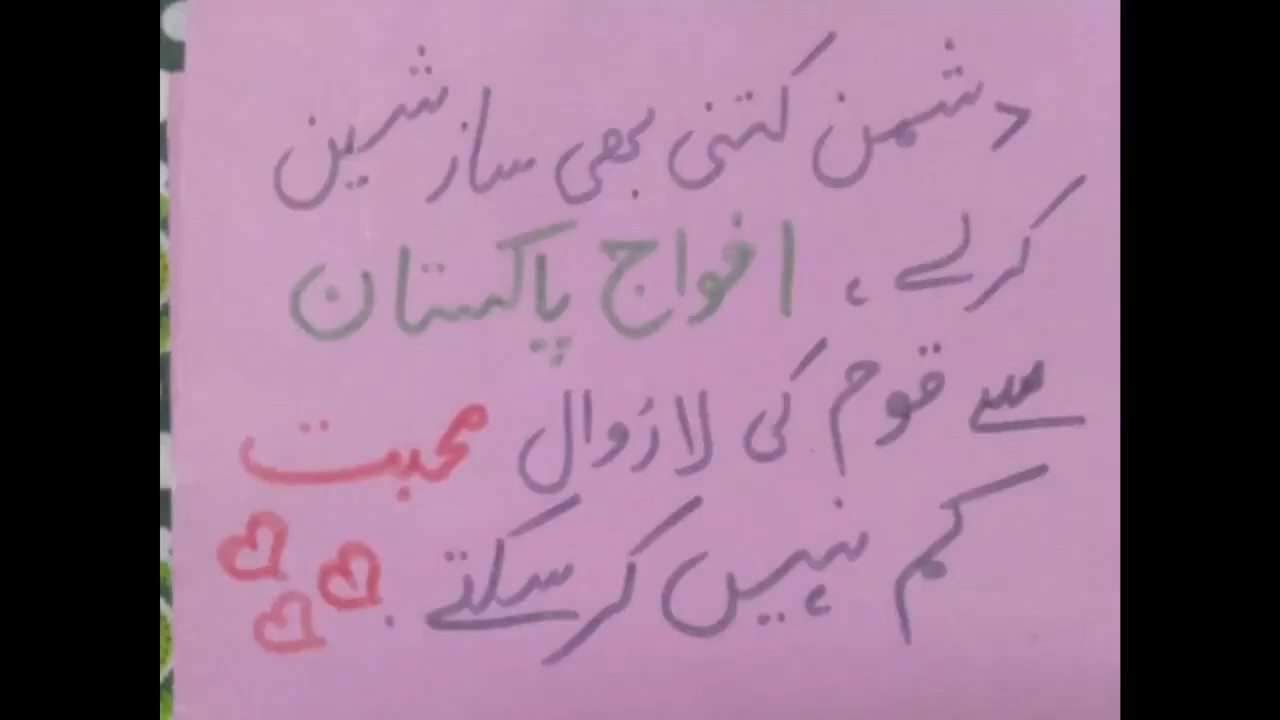 دشمن کتنی بھی سازشیں
کرلے ، افواج پاکستان
سے قوم کی لازوال محبت
کم نہیں کرسکتے .